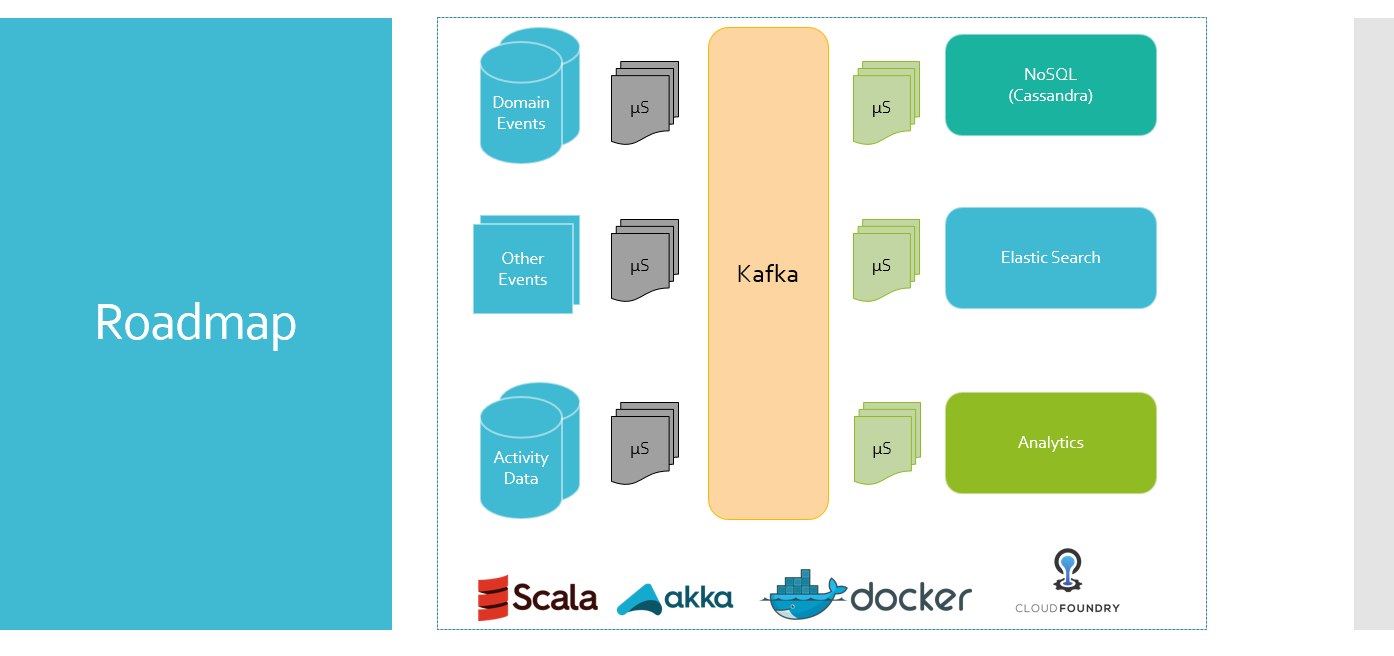 Roadmap
Domain
Events
µS
µS
NoSQL
(Cassandra)
Other
Events
µS
Kafka
µS
Elastic Search
Activity
Data
µS
µS
Analytics
Scala
akka
docker
CLOUDFOUNDRY